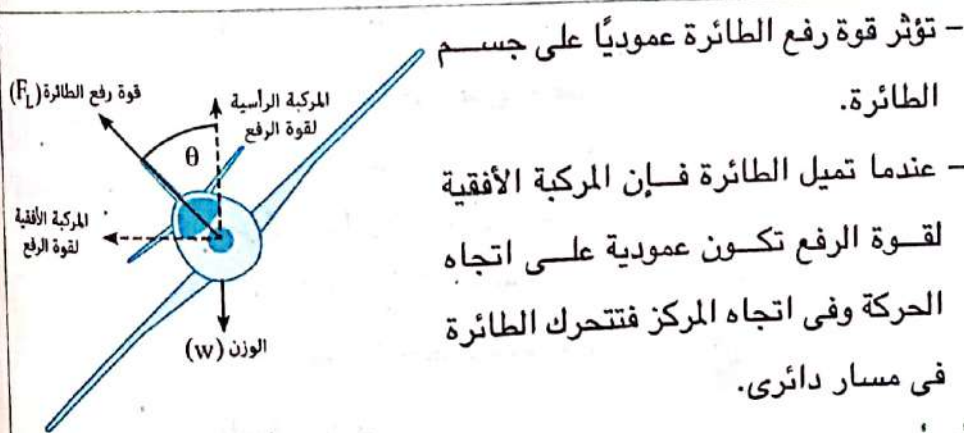 – تؤثر قوة رفع الطائرة عموديًا على جسم
الطائرة.
– عندما تميل الطائرة فإن المركبة الأفقية
لقوة الرفع تكون عمودية على اتجاه
الحركة وفى اتجاه المركز فتتحرك الطائرة
فى مسار دائرى.
قوة رفع الطائرة (F_L)
المركبة الرأسية
لقوة الرفع
θ
المركبة الأفقية
لقوة الرفع
الوزن (w)